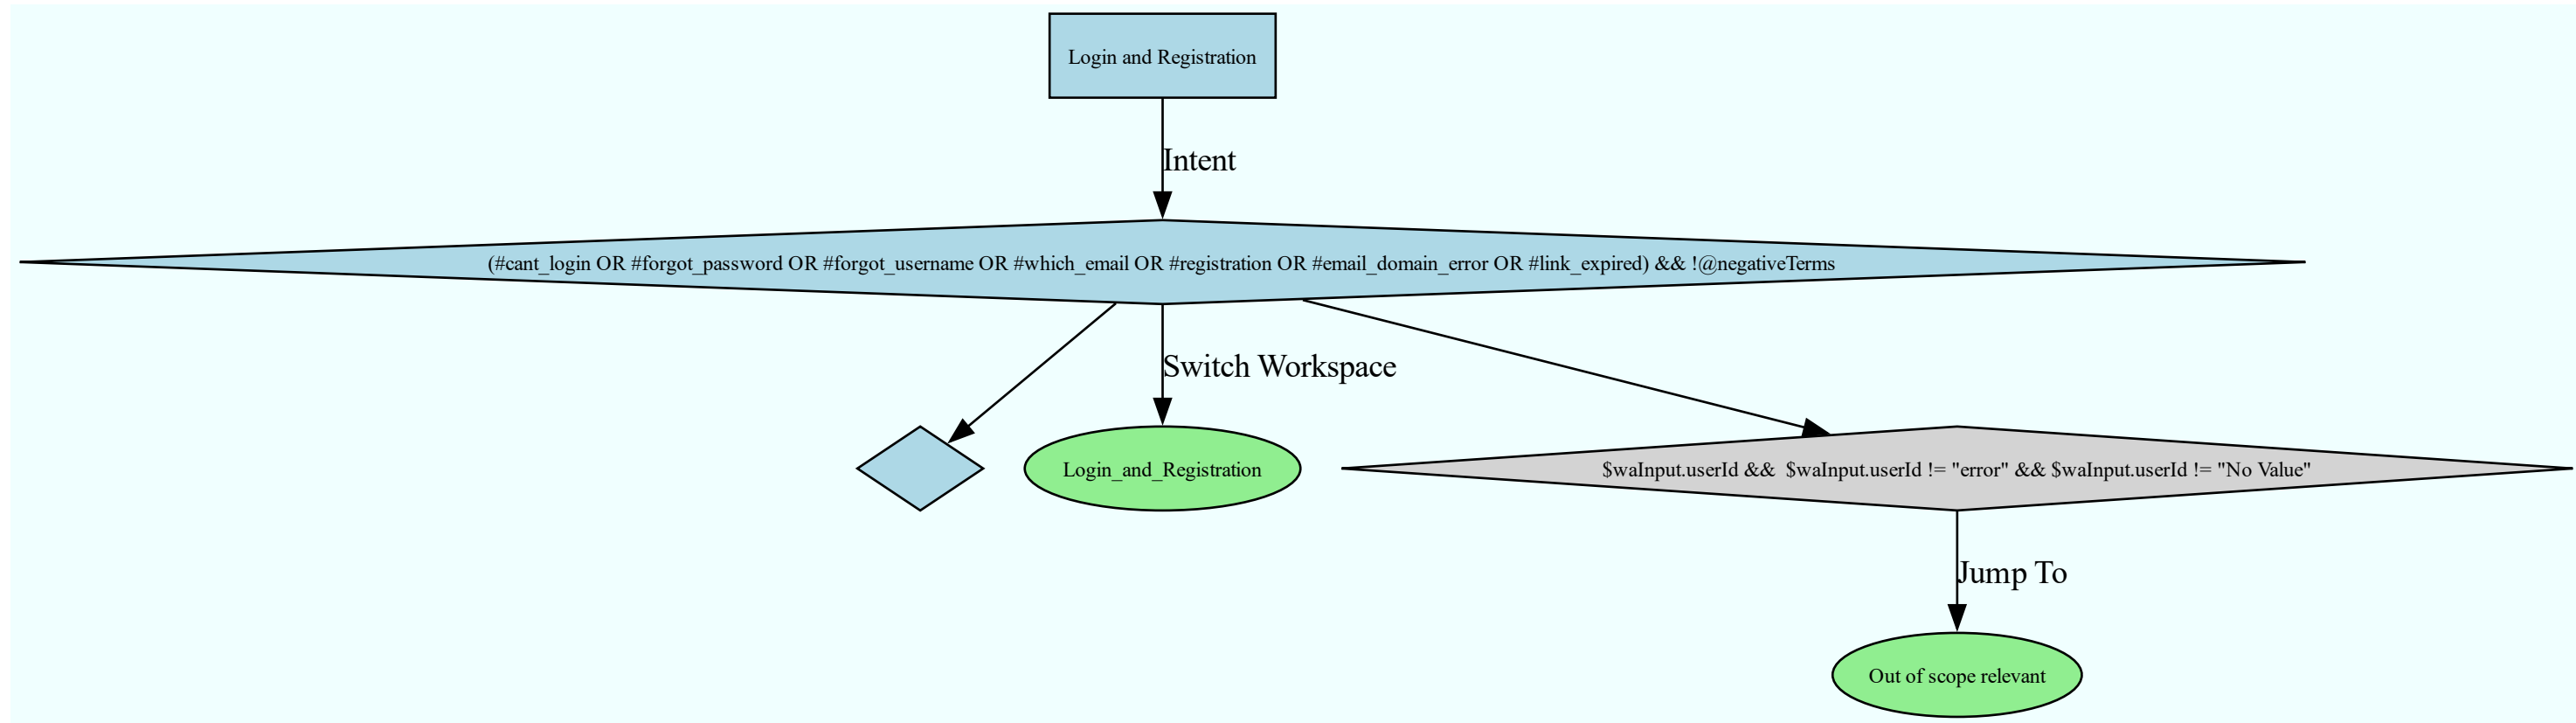 Login and Registration
Intent
(#cant_login OR #forgot_password OR #forgot_username OR #which_email OR #registration OR #email_domain_error OR #link_expired) && !@negativeTerms
Switch Workspace
Login_and_Registration
$waInput.userId &&  $waInput.userId != "error" && $waInput.userId != "No Value"
Jump To
Out of scope relevant